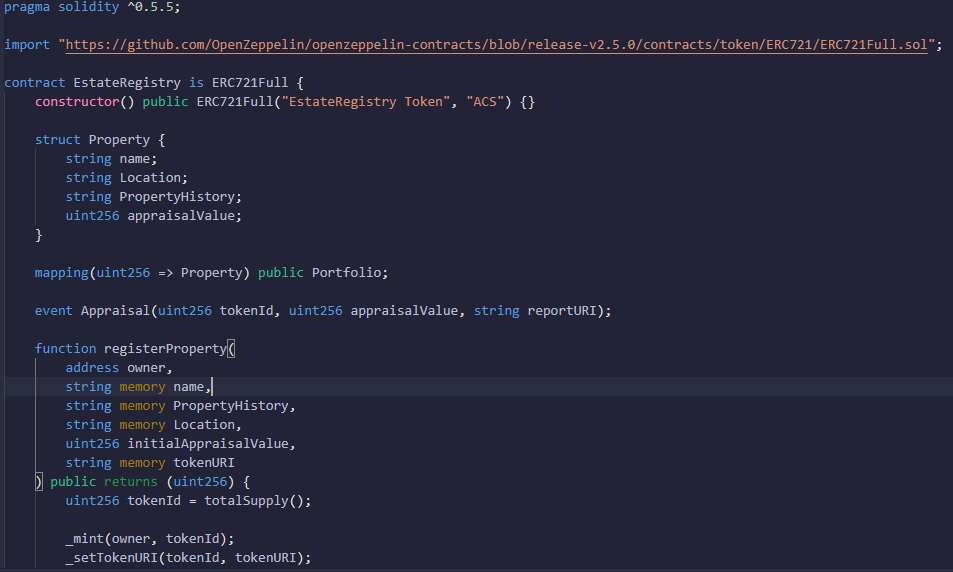 pragma solidity ^0.5.5;
import "https://github.com/OpenZeppelin/openzeppelin-contracts/blob/release-v2.5.0/contracts/token/ERC721/ERC721Full.sol";
contract EstateRegistry is ERC721Full {
    constructor() public ERC721Full("EstateRegistry Token", "ACS") {}
    struct Property {
        string name;
        string Location;
        string PropertyHistory;
        uint256 appraisalValue;
    }
    mapping(uint256 => Property) public Portfolio;
    event Appraisal(uint256 tokenId, uint256 appraisalValue, string reportURI);
    function registerProperty(
        address owner,
        string memory name,
        string memory PropertyHistory,
        string memory Location,
        uint256 initialAppraisalValue,
        string memory tokenURI
    ) public returns (uint256) {
        uint256 tokenId = totalSupply();
        _mint(owner, tokenId);
        _setTokenURI(tokenId, tokenURI);